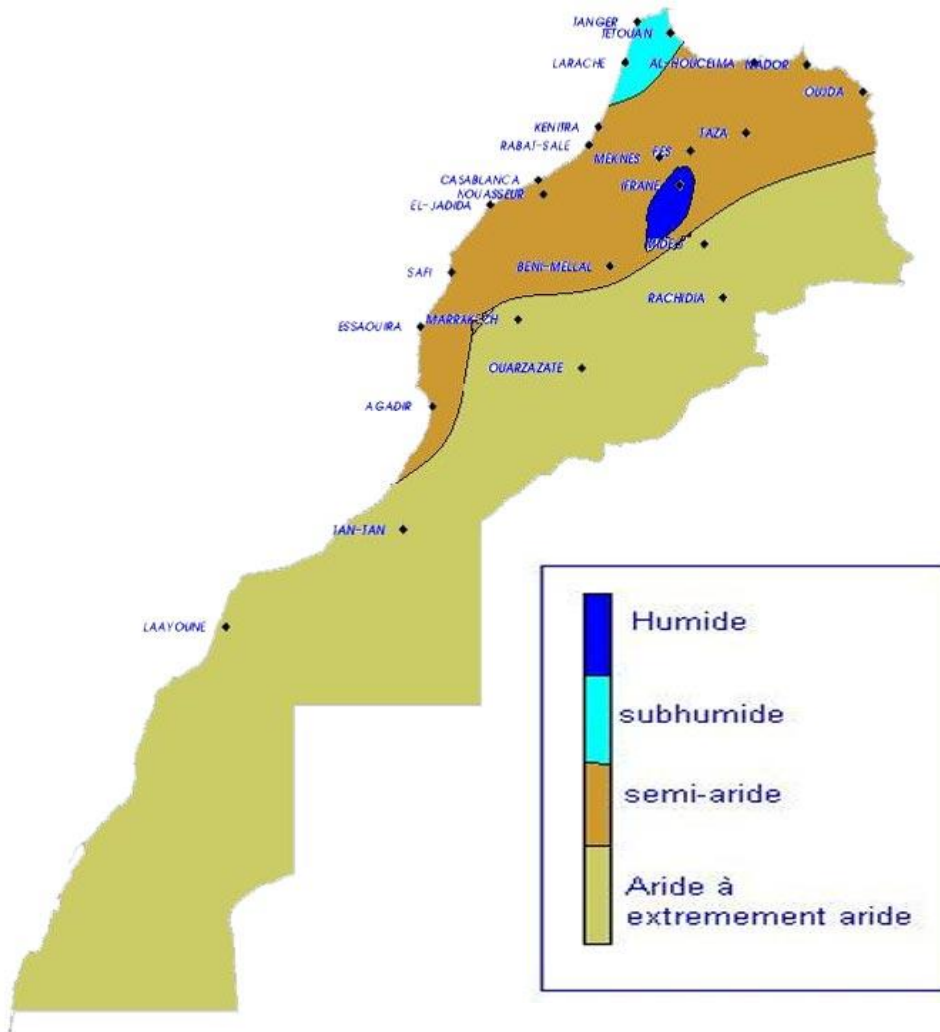 TANGER
TETOUAN
LARACHE
AL-HOUCEIMA
NADOR
OUJDA
KENITRA
TAZA
RABAT-SALE
FES
MEKNES
CASABLANCA
IFRANE
NOUASSEUR
EL-JADIDA
BENI-MELLAL
SAFI
RACHIDIA
MARRAKECH
ESSAOUIRA
OUARZAZATE
AGADIR
TAN-TAN
LAAYOUNE
Humide
subhumide
semi-aride
Aride à
extremement aride